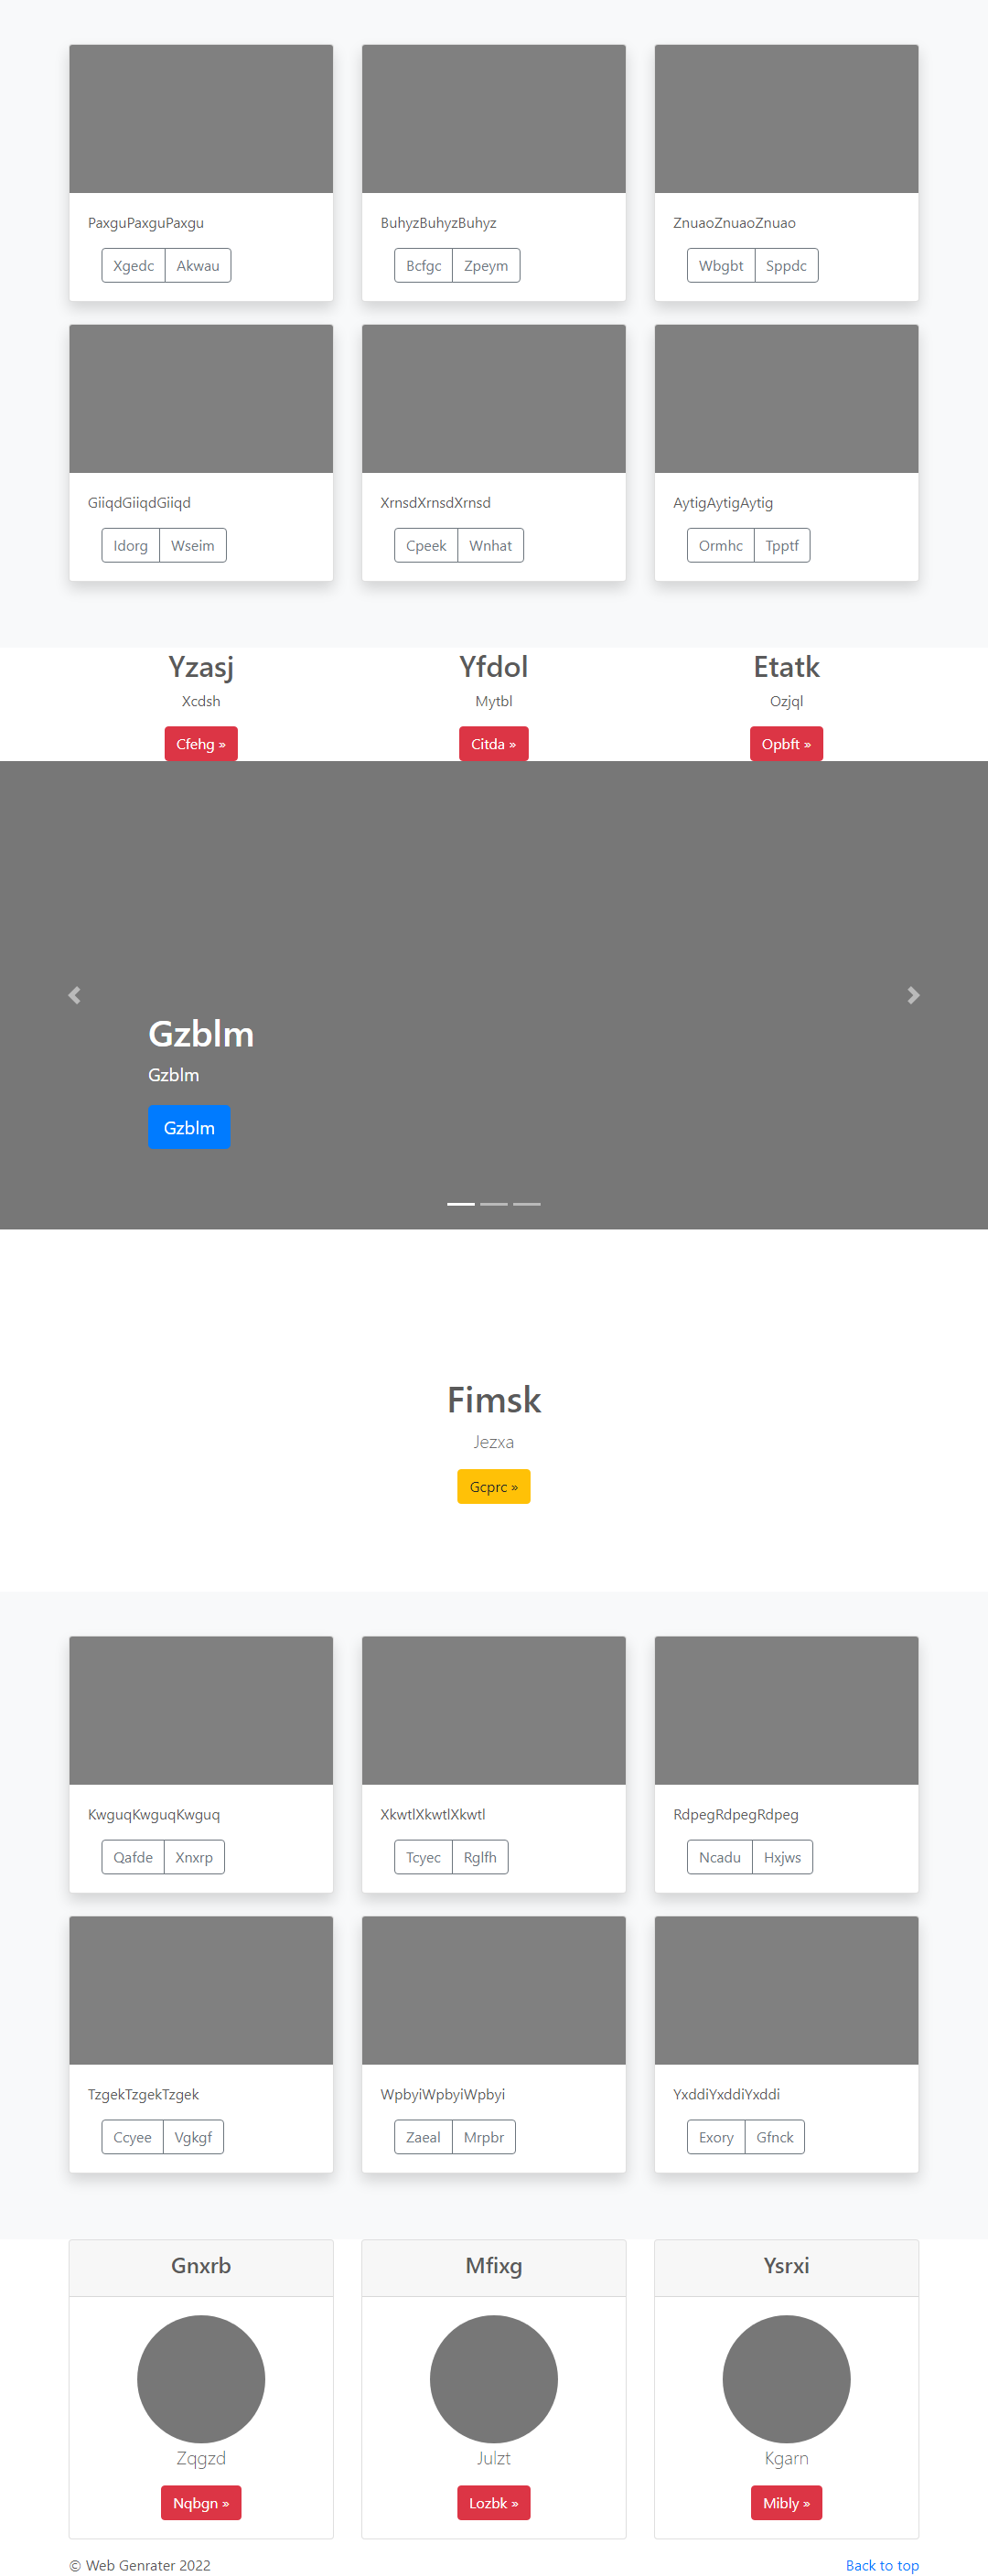 PaxguPaxguPaxgu
Xgedc Akwau
BuhyzBuhyzBuhyz
Bcfgc Zpeym
ZnuaoZnuaoZnuao
Wbgbt Sppdc
GiiqdGiiqdGiiqd
Idorg Wseim
XrnsdXrnsdXrnsd
Cpeek Wnhat
AytigAytigAytig
Ormhc Tpptf
Yzasj
Xcdsh
Cfehg »
Yfdol
Mytbl
Citda »
Etatk
Ozjql
Opbft »
Gzblm
Gzblm
Gzblm
Fimsk
Jezxa
Gcprc »
KwguqKwguqKwguq
Qafde Xnxrp
XkwtlXkwtlXkwtl
Tcyec Rglfh
RdpegRdpegRdpeg
Ncadu Hxjws
TzgekTzgekTzgek
Ccyee Vgkgf
WpbyiWpbyiWpbyi
Zaeal Mrpbr
YxddiYxddiYxddi
Exory Gfnck
Gnxrb
Zqgzd
Nqbgn »
Mfixg
Julzt
Lozbk »
Ysrxi
Kgarn
Mibly »
© Web Genrater 2022
Back to top